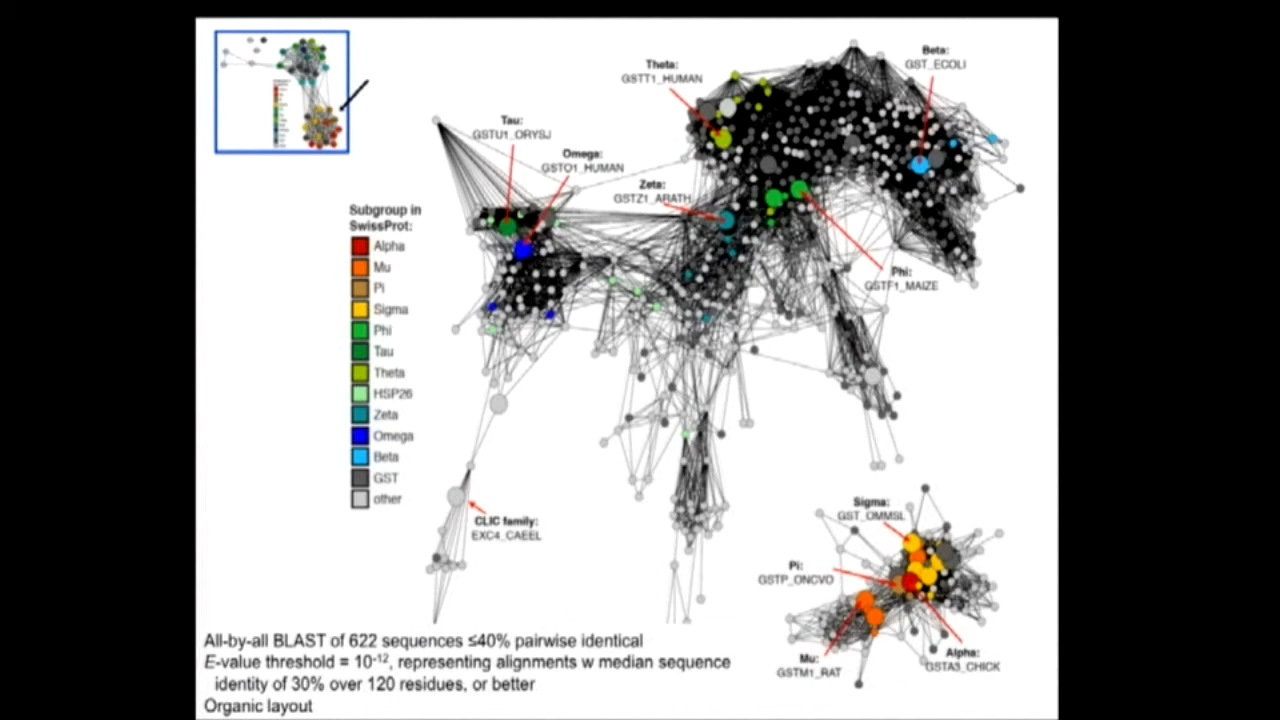 Beta:
GST_ECOLI
Theta:
GSTT1_HUMAN
Tau:
GSTU1_ORYSJ
Omega:
GSTO1_HUMAN
Zeta:
GSTZ1_ARATH
Phi:
GSTF1_MAIZE
Subgroup in
SwissProt:
Alpha
Mu
Pi
Sigma
Phi
Tau
Theta
HSP26
Zeta
Omega
Beta
GST
other
CLIC family:
EXC4_CAEEL
Sigma:
GST_OMMSL
Pi:
GSTP_ONCVO
Mu:
GSTM1_RAT
Alpha:
GSTA3_CHICK
All-by-all BLAST of 622 sequences ≤40% pairwise identical
E-value threshold = 10⁻¹², representing alignments w median sequence
identity of 30% over 120 residues, or better
Organic layout